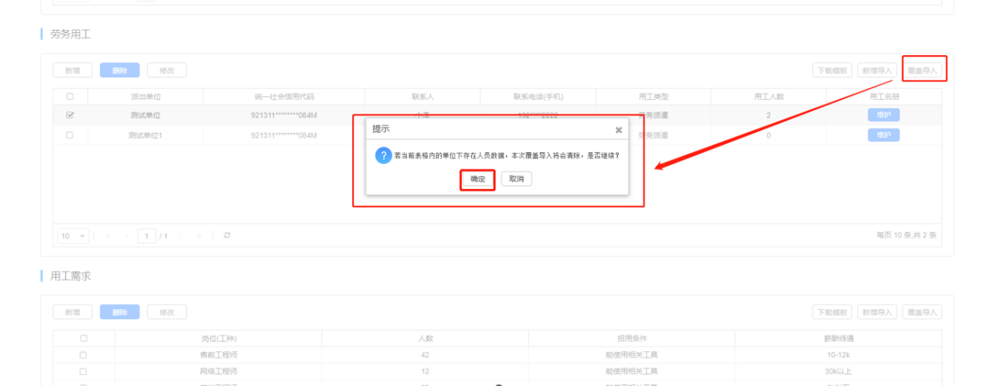 劳务用工
新增 删除 修改 下载模板 新增导入 覆盖导入
派出单位 统一社会信用代码 联系人 联系电话(手机) 用工类型 用工人数 用工名册
测试单位 921311********084M 劳务派遣 2 维护
测试单位1 921311********084M 劳务派遣 0 维护
提示
若当前表格内的单位下存在人员数据，本次覆盖导入将会清除，是否继续？
确定 取消
10 1 /1 每页 10 条,共 2 条
用工需求
新增 删除 修改 下载模板 新增导入 覆盖导入
岗位(工种) 人数 招用条件 薪酬待遇
售前工程师 42 能使用相关工具 10-12k
网络工程师 12 能使用相关工具 30k以上